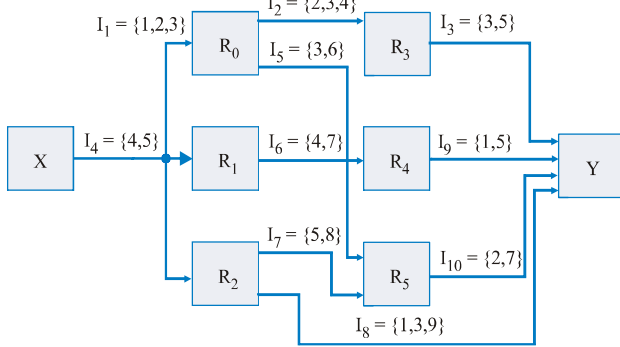 I₂ = {2,3,4}
I₁ = {1,2,3}
I₃ = {3,5}
R₀
R₃
I₅ = {3,6}
I₄ = {4,5}
I₆ = {4,7}
I₉ = {1,5}
X
R₁
R₄
Y
I₇ = {5,8}
R₂
R₅
I₁₀ = {2,7}
I₈ = {1,3,9}